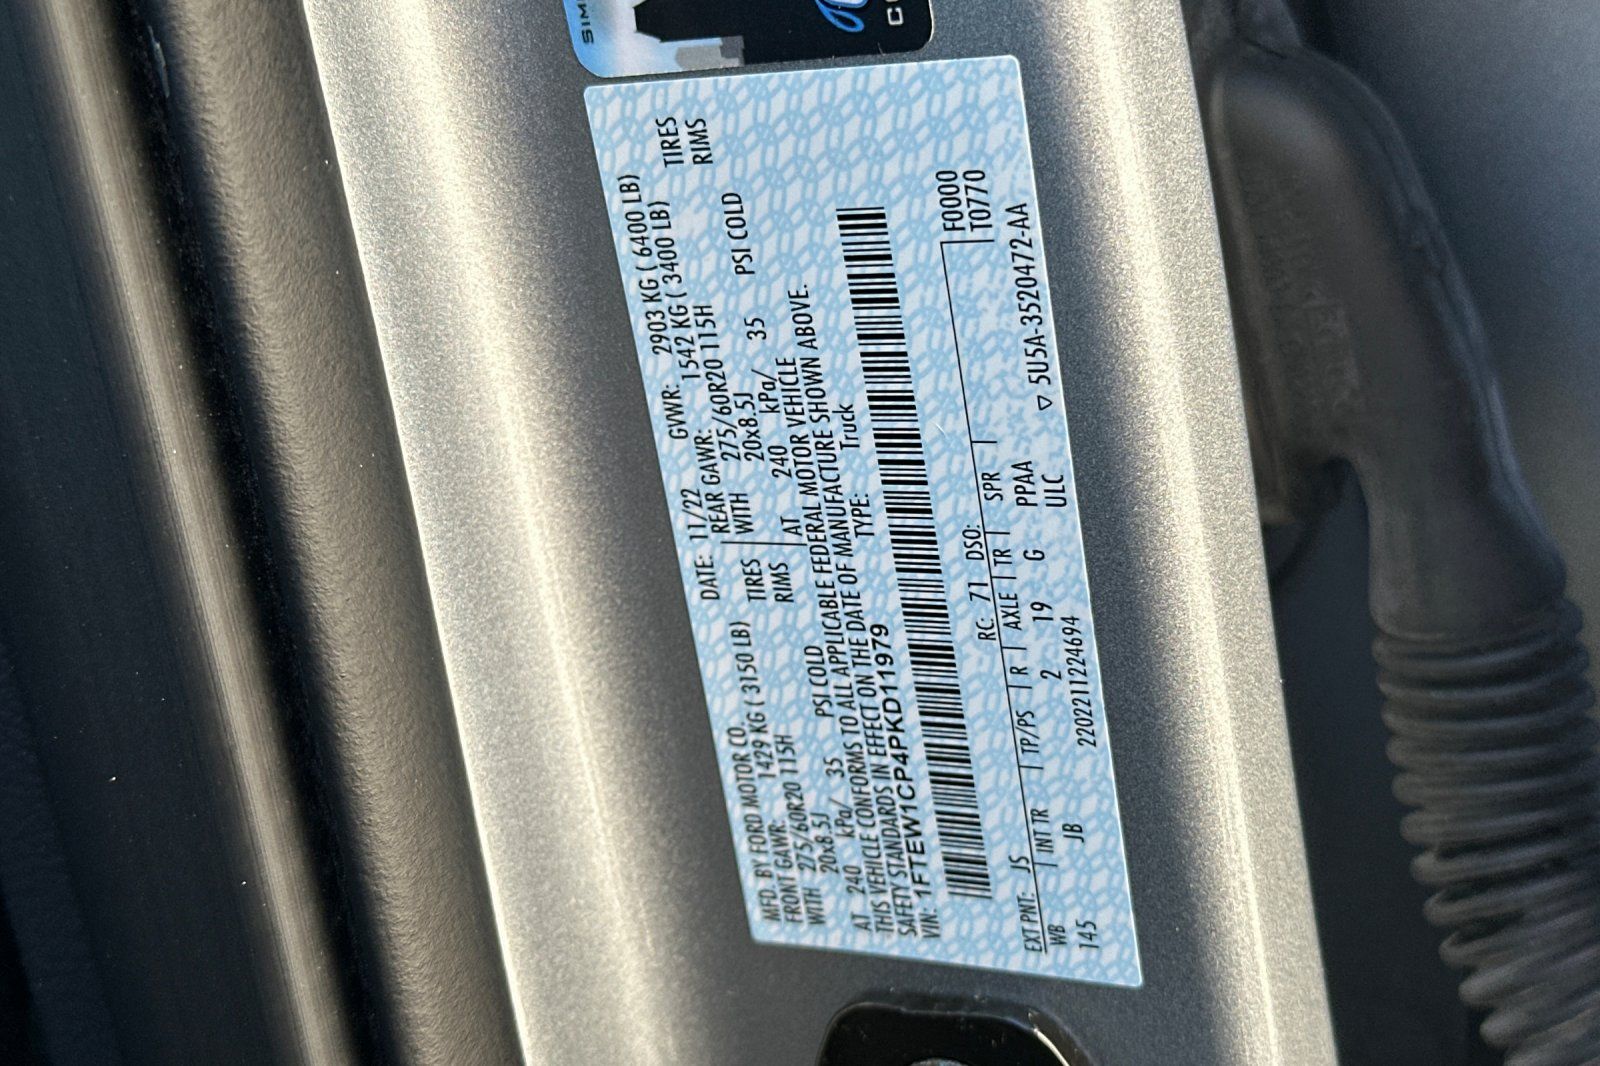 SIM
MFD. BY FORD MOTOR CO. DATE: 11/22 GVWR: 2903 KG ( 6400 LB)
FRONT GAWR: 1429 KG ( 3150 LB) REAR GAWR: 1542 KG ( 3400 LB)
WITH 275/60R20 115H TIRES WITH 275/60R20 115H TIRES
20x8.5J RIMS 20x8.5J RIMS
AT 240 kPa/ 35 PSI COLD AT 240 kPa/ 35 PSI COLD
THIS VEHICLE CONFORMS TO ALL APPLICABLE FEDERAL MOTOR VEHICLE
SAFETY STANDARDS IN EFFECT ON THE DATE OF MANUFACTURE SHOWN ABOVE.
VIN: 1FTEW1CP4PKD11979 TYPE: Truck
F0000
T0770
EXT PNT: JS RC: 71 DSO:
WB INT TR TP/PS R AXLE TR SPR
145 JB 2 19 G PPAA ▽ 5U5A-3520472-AA
220211224694 ULC